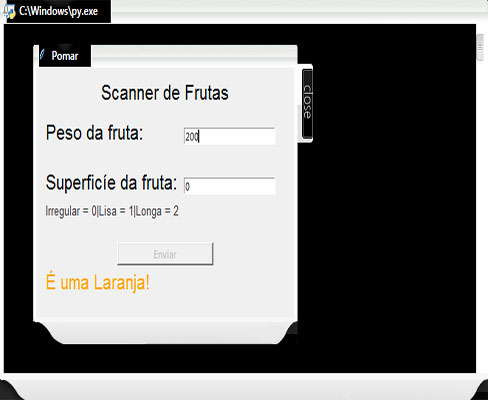 C:\Windows\py.exe
Pomar
Scanner de Frutas
close
Peso da fruta:
200
Superficíe da fruta:
0
Irregular = 0|Lisa = 1|Longa = 2
Enviar
É uma Laranja!